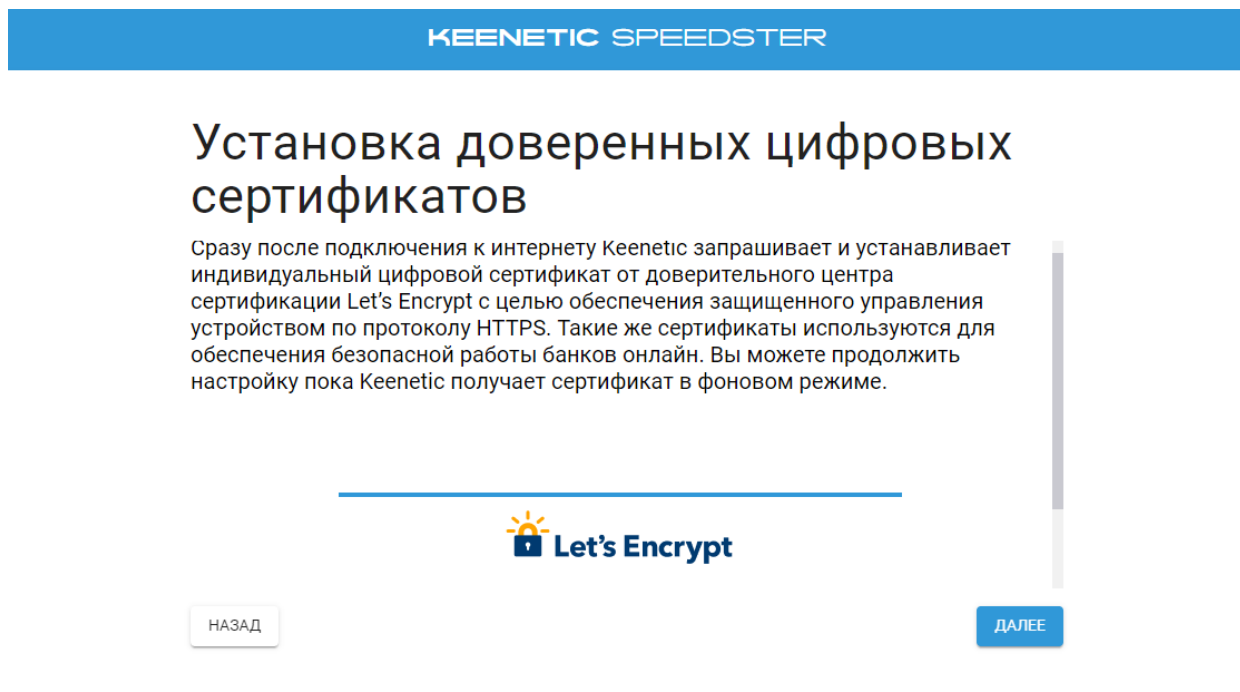 KEENETIC SPEEDSTER
Установка доверенных цифровых
сертификатов
Сразу после подключения к интернету Keenetic запрашивает и устанавливает
индивидуальный цифровой сертификат от доверительного центра
сертификации Let’s Encrypt с целью обеспечения защищенного управления
устройством по протоколу HTTPS. Такие же сертификаты используются для
обеспечения безопасной работы банков онлайн. Вы можете продолжить
настройку пока Keenetic получает сертификат в фоновом режиме.
Let’s Encrypt
НАЗАД
ДАЛЕЕ